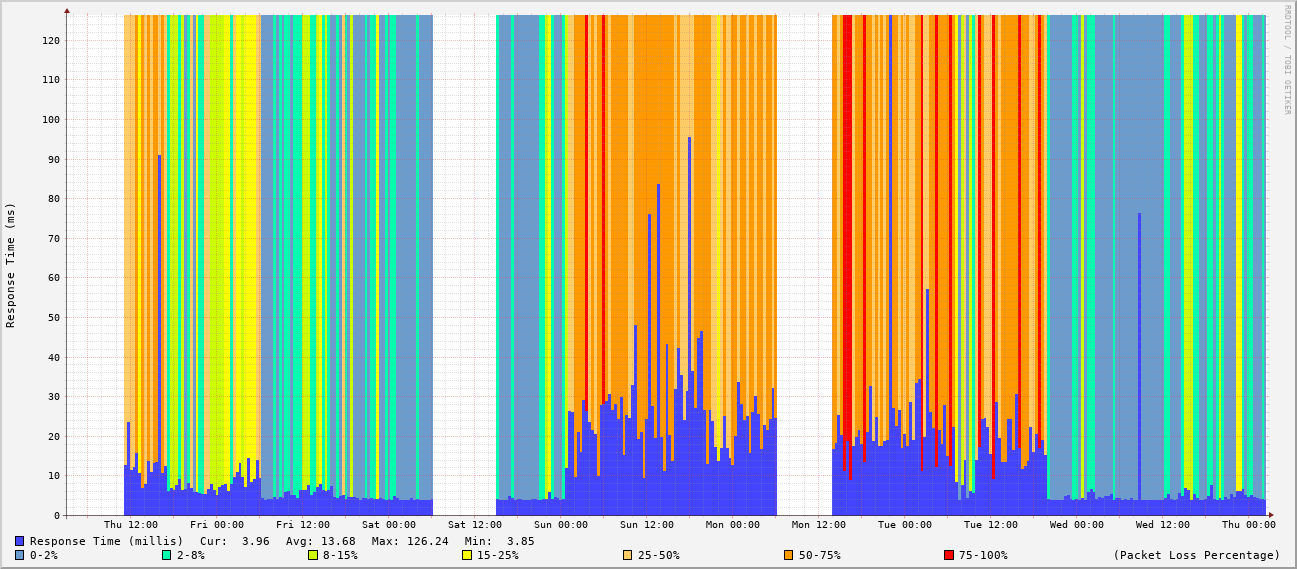 RRDTOOL / TOBI OETIKER
Response Time (ms)
120
110
100
90
80
70
60
50
40
30
20
10
0
Thu 12:00 Fri 00:00 Fri 12:00 Sat 00:00 Sat 12:00 Sun 00:00 Sun 12:00 Mon 00:00 Mon 12:00 Tue 00:00 Tue 12:00 Wed 00:00 Wed 12:00 Thu 00:00
Response Time (millis) Cur: 3.96 Avg: 13.68 Max: 126.24 Min: 3.85
0-2% 2-8% 8-15% 15-25% 25-50% 50-75% 75-100% (Packet Loss Percentage)